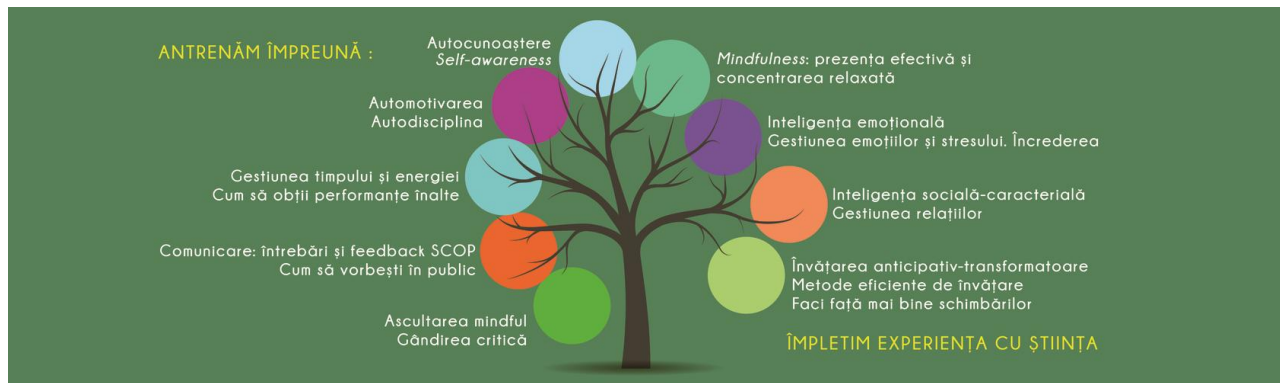 ANTRENĂM ÎMPREUNĂ :
Autocunoaștere
Self-awareness
Mindfulness: prezența efectivă și
concentrarea relaxată
Automotivarea
Autodisciplina
Inteligența emoțională
Gestiunea emoțiilor și stresului. Încrederea
Gestiunea timpului și energiei
Cum să obții performanțe înalte
Inteligența socială-caracterială
Gestiunea relațiilor
Comunicare: întrebări și feedback SCOP
Cum să vorbești în public
Învățarea anticipativ-transformatoare
Metode eficiente de învățare
Faci față mai bine schimbărilor
Ascultarea mindful
Gândirea critică
ÎMPLETIM EXPERIENȚA CU ȘTIINȚA